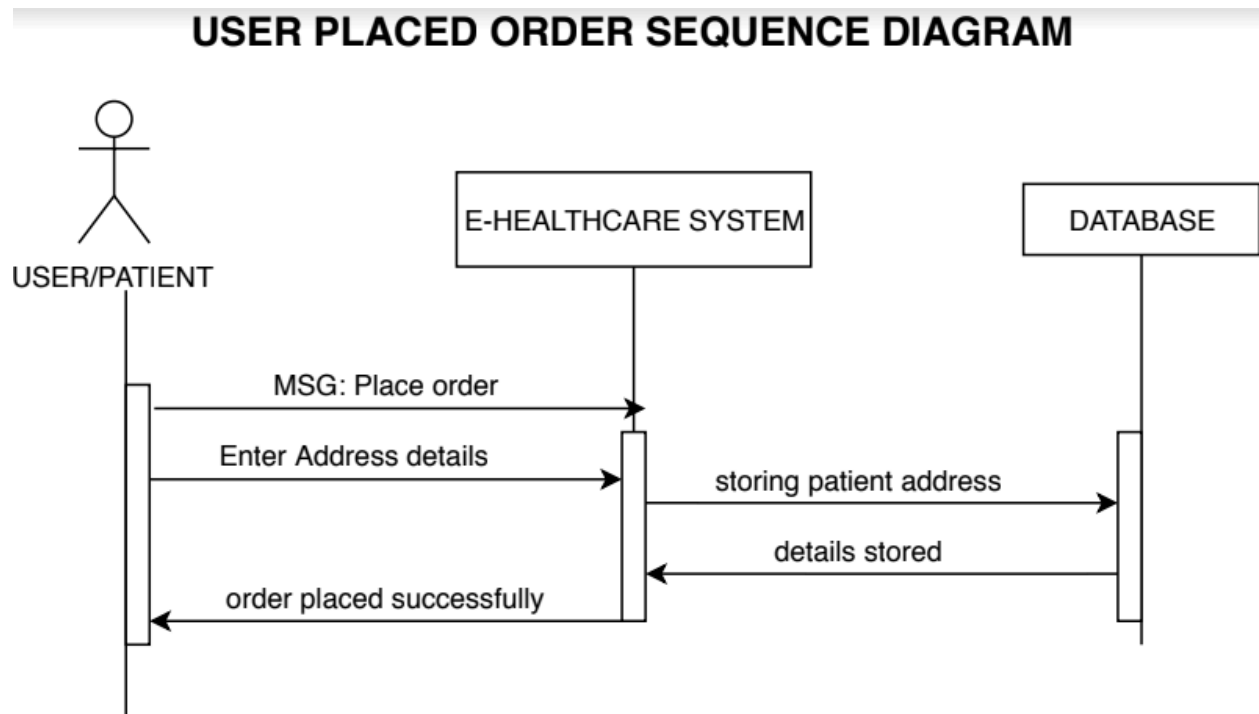 USER PLACED ORDER SEQUENCE DIAGRAM
E-HEALTHCARE SYSTEM
DATABASE
USER/PATIENT
MSG: Place order
Enter Address details
storing patient address
details stored
order placed successfully